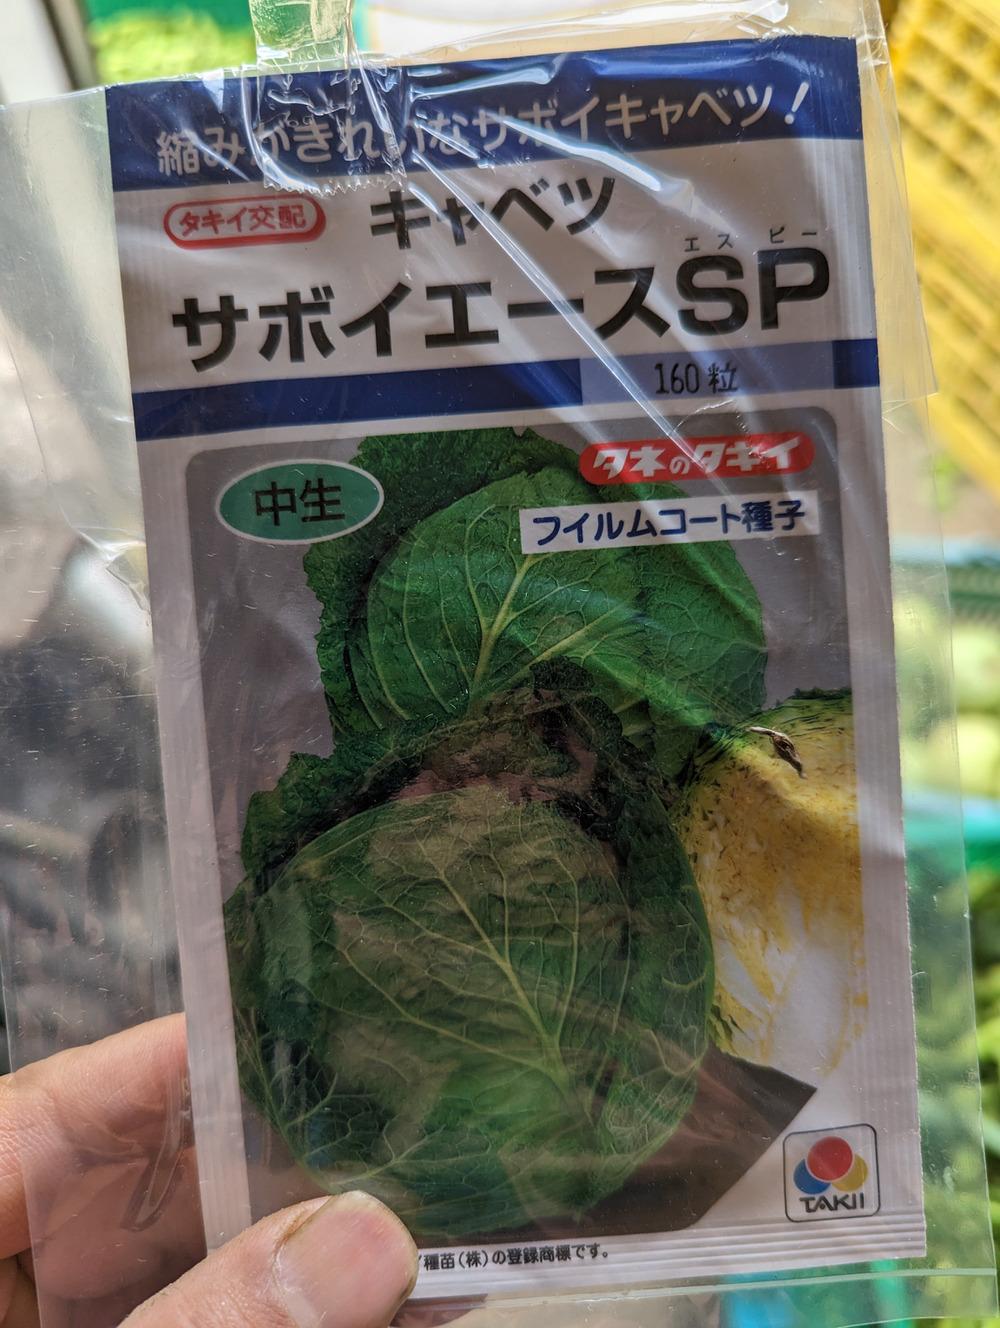 縮みがきれいなサボイキャベツ！
タキイ交配
キャベツ
エスピー
サボイエースSP
160粒
タネのタキイ
中生
フイルムコート種子
TAKII
種苗(株)の登録商標です。